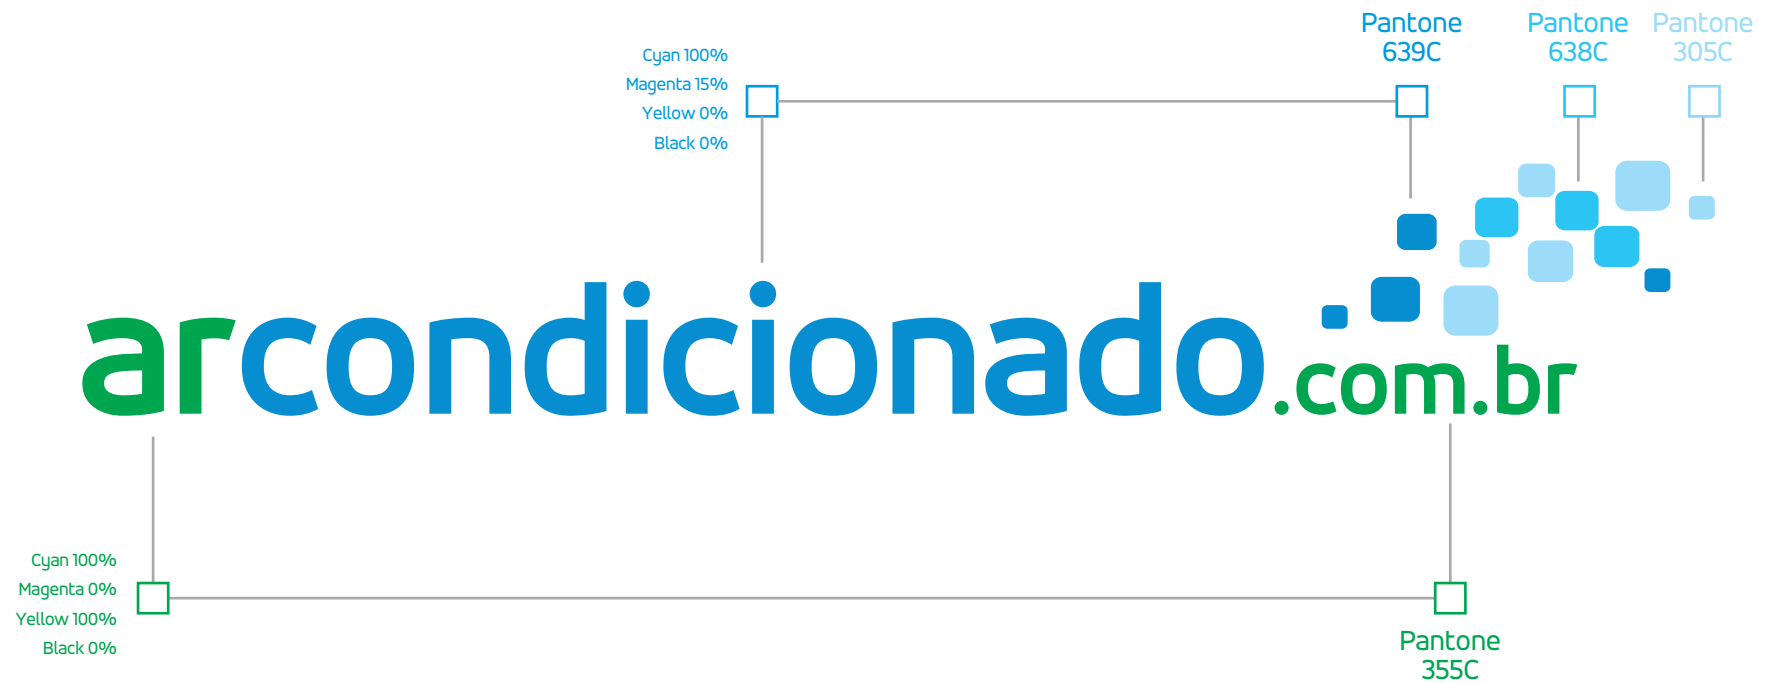 Pantone
639C
Pantone
638C
Pantone
305C
Cyan 100%
Magenta 15%
Yellow 0%
Black 0%
arcondicionado.com.br
Cyan 100%
Magenta 0%
Yellow 100%
Black 0%
Pantone
355C